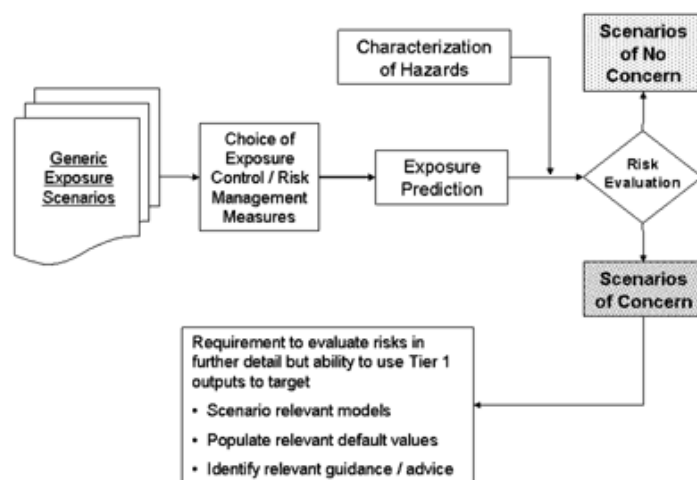 Characterization
of Hazards
Scenarios
of No
Concern
Generic
Exposure
Scenarios
Choice of
Exposure
Control / Risk
Management
Measures
Exposure
Prediction
Risk
Evaluation
Scenarios
of Concern
Requirement to evaluate risks in
further detail but ability to use Tier 1
outputs to target
• Scenario relevant models
• Populate relevant default values
• Identify relevant guidance / advice